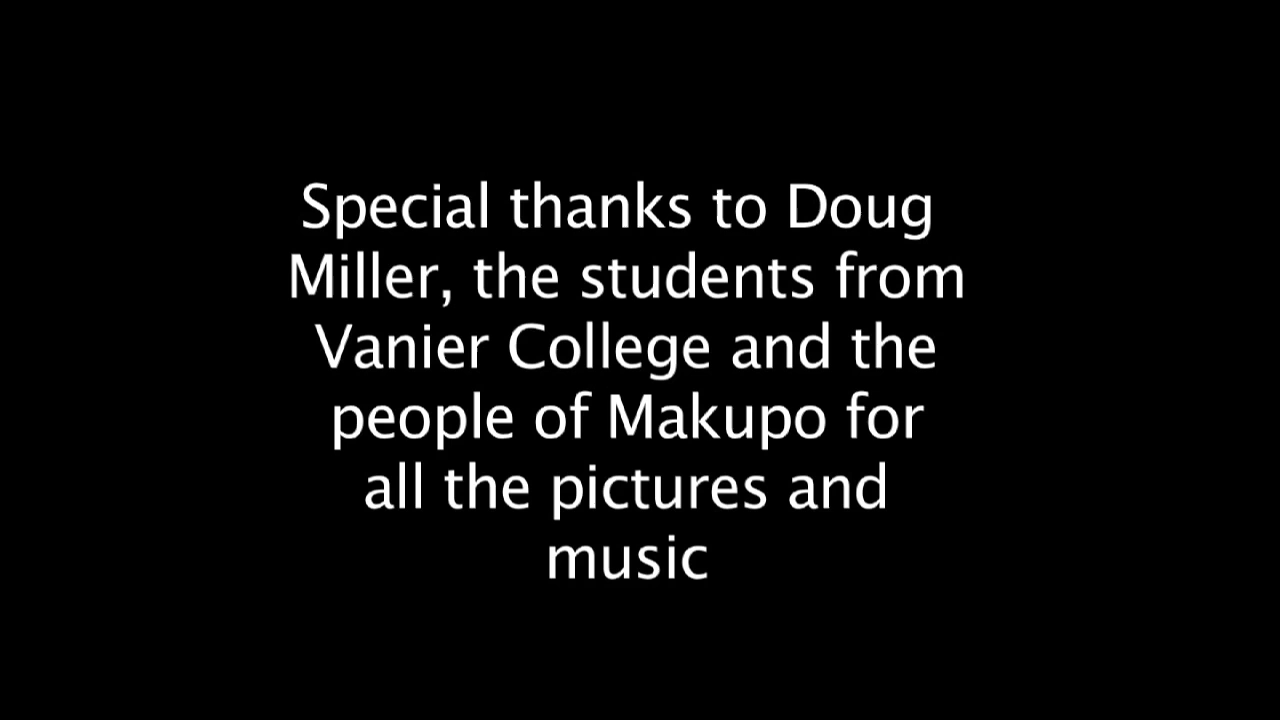 Special thanks to Doug
Miller, the students from
Vanier College and the
people of Makupo for
all the pictures and
music